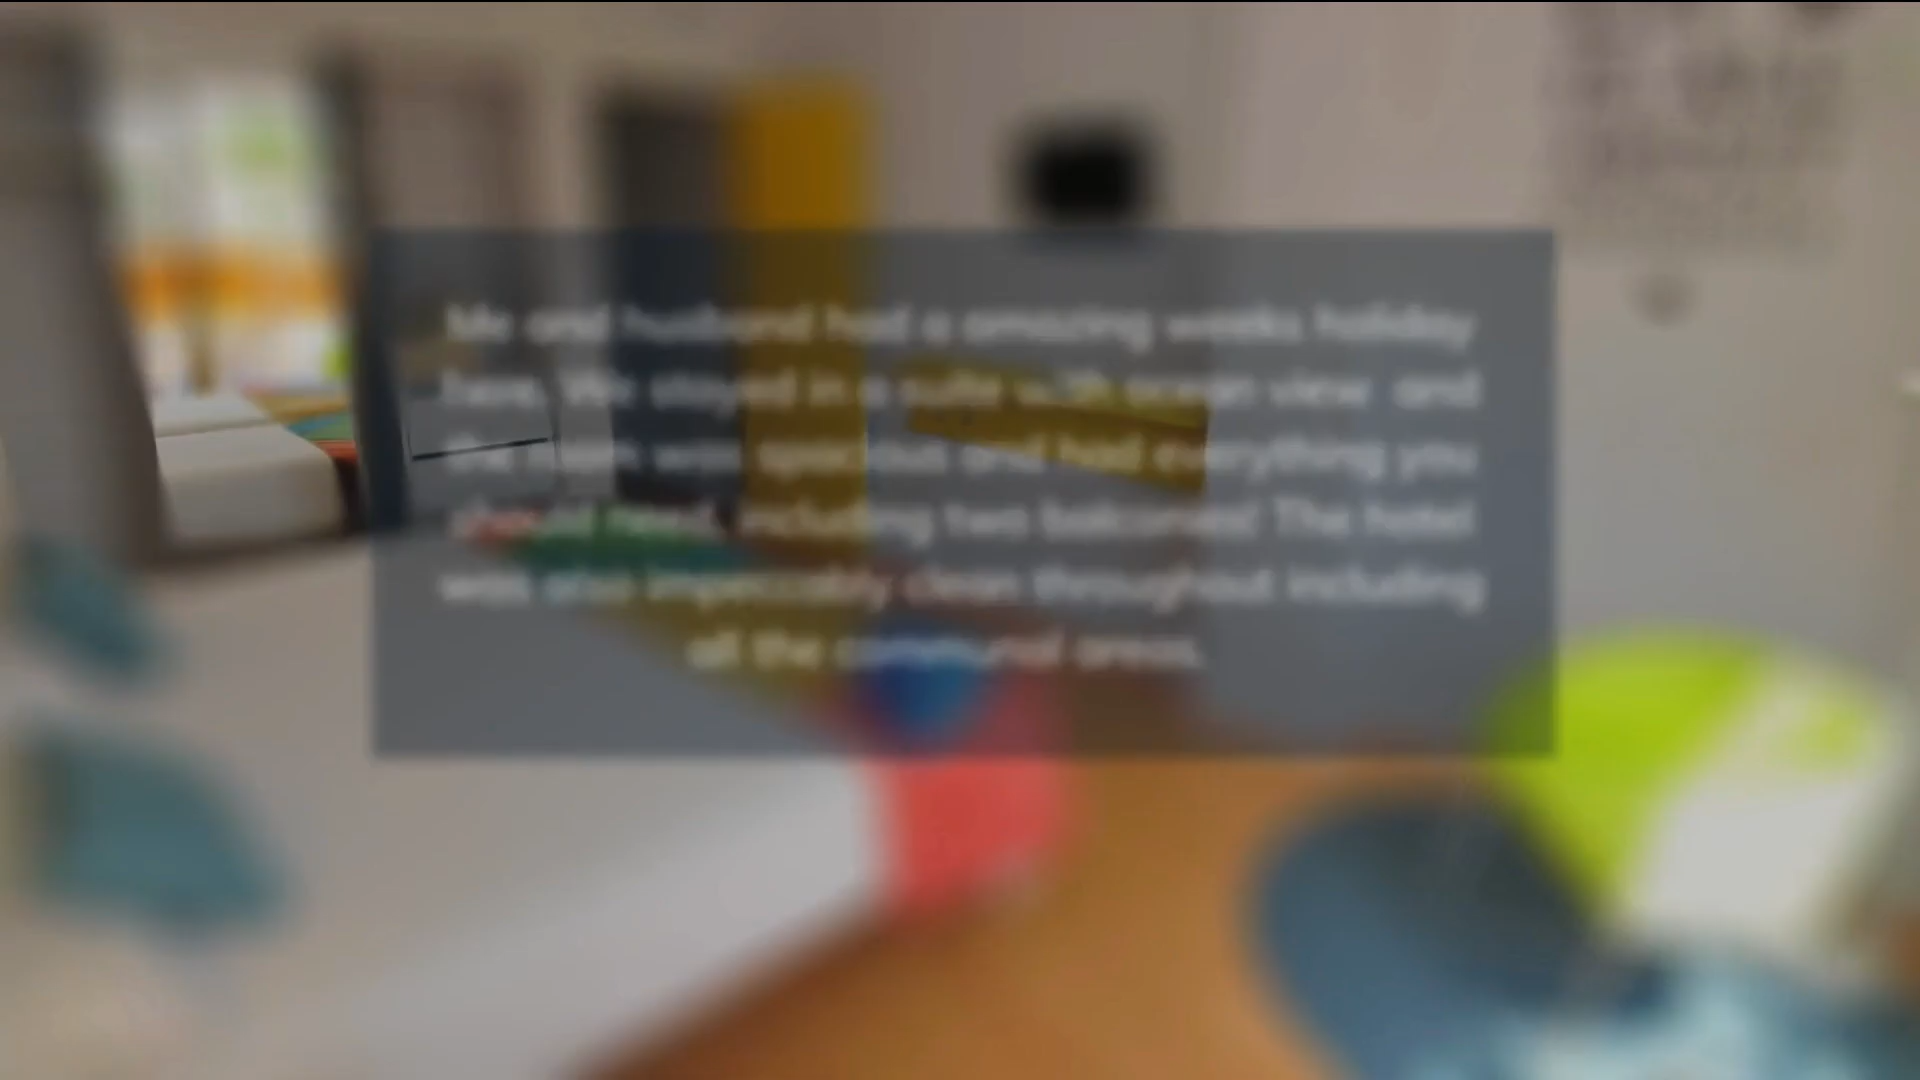 Me and husband had a amazing weeks holiday
here. We stayed in a suite with ocean view and
the room was spacious and had everything you
should need, including two balconies! The hotel
was also impeccably clean throughout including
all the communal areas.